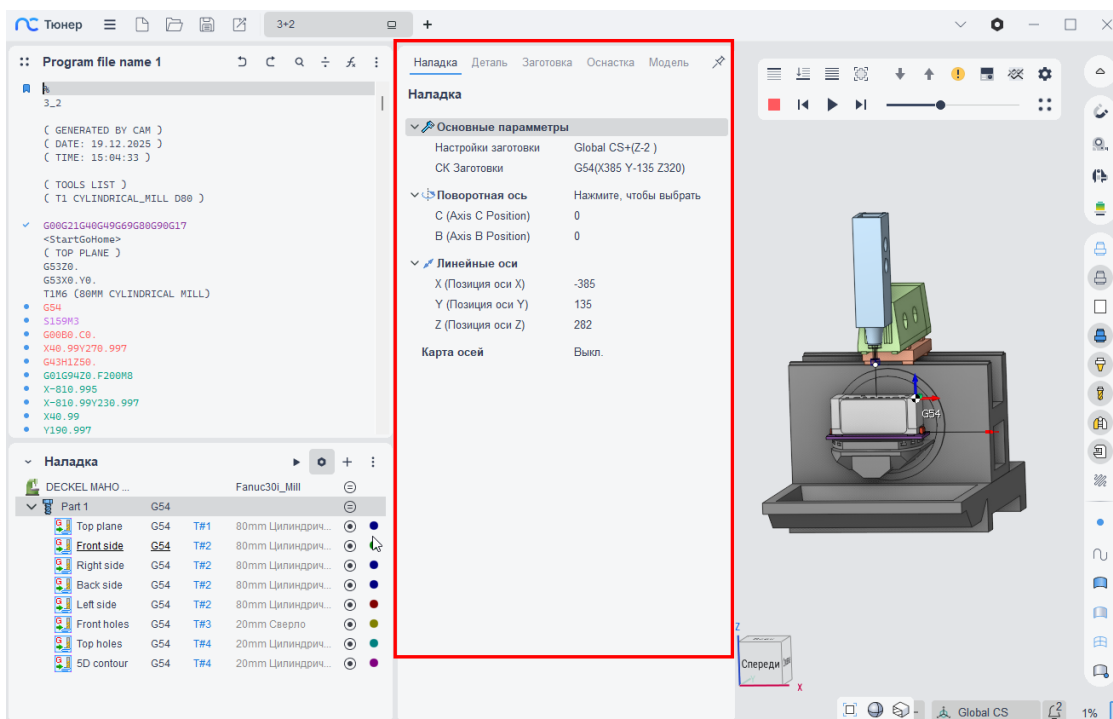 Тюнер
3+2
Program file name 1
%
3_2
( GENERATED BY CAM )
( DATE: 19.12.2025 )
( TIME: 15:04:33 )
( TOOLS LIST )
( T1 CYLINDRICAL_MILL D80 )
G00G21G40G49G69G80G90G17
<StartGoHome>
( TOP PLANE )
G53Z0.
G53X0.Y0.
T1M6 (80MM CYLINDRICAL MILL)
G54
S159M3
G00B0.C0.
X40.99Y270.997
G43H1Z50.
G01G94Z0.F200M8
X-810.995
X-810.99Y230.997
X40.99
Y190.997
Наладка
DECKEL MAHO ... Fanuc30i_Mill
Part 1 G54
Top plane G54 T#1 80mm Цилиндрич...
Front side G54 T#2 80mm Цилиндрич...
Right side G54 T#2 80mm Цилиндрич...
Back side G54 T#2 80mm Цилиндрич...
Left side G54 T#2 80mm Цилиндрич...
Front holes G54 T#3 20mm Сверло
Top holes G54 T#4 20mm Цилиндрич...
5D contour G54 T#4 20mm Цилиндрич...
Наладка Деталь Заготовка Оснастка Модель
Наладка
Основные парамметры
Настройки заготовки Global CS+(Z-2 )
СК Заготовки G54(X385 Y-135 Z320)
Поворотная ось Нажмите, чтобы выбрать
C (Axis C Position) 0
B (Axis B Position) 0
Линейные оси
X (Позиция оси X) -385
Y (Позиция оси Y) 135
Z (Позиция оси Z) 282
Карта осей Выкл.
G54
Z
Спереди
X
Global CS
2
1%